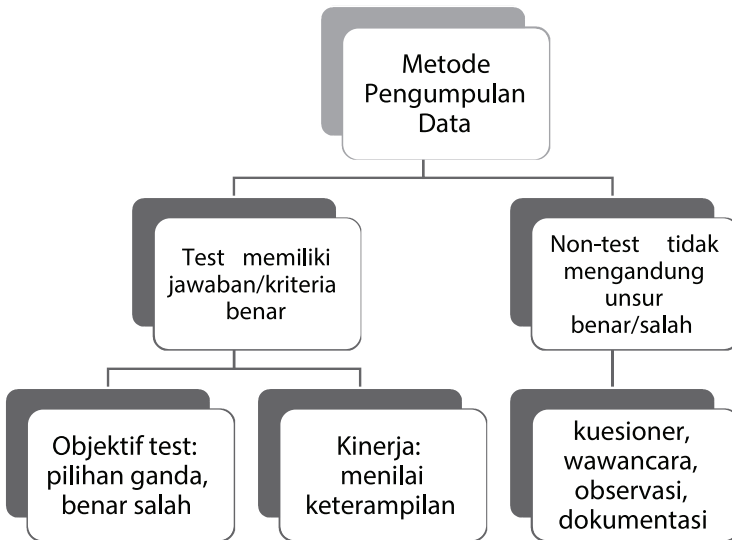 Metode
Pengumpulan
Data
Test memiliki
jawaban/kriteria
benar
Non-test tidak
mengandung
unsur
benar/salah
Objektif test:
pilihan ganda,
benar salah
Kinerja:
menilai
keterampilan
kuesioner,
wawancara,
observasi,
dokumentasi